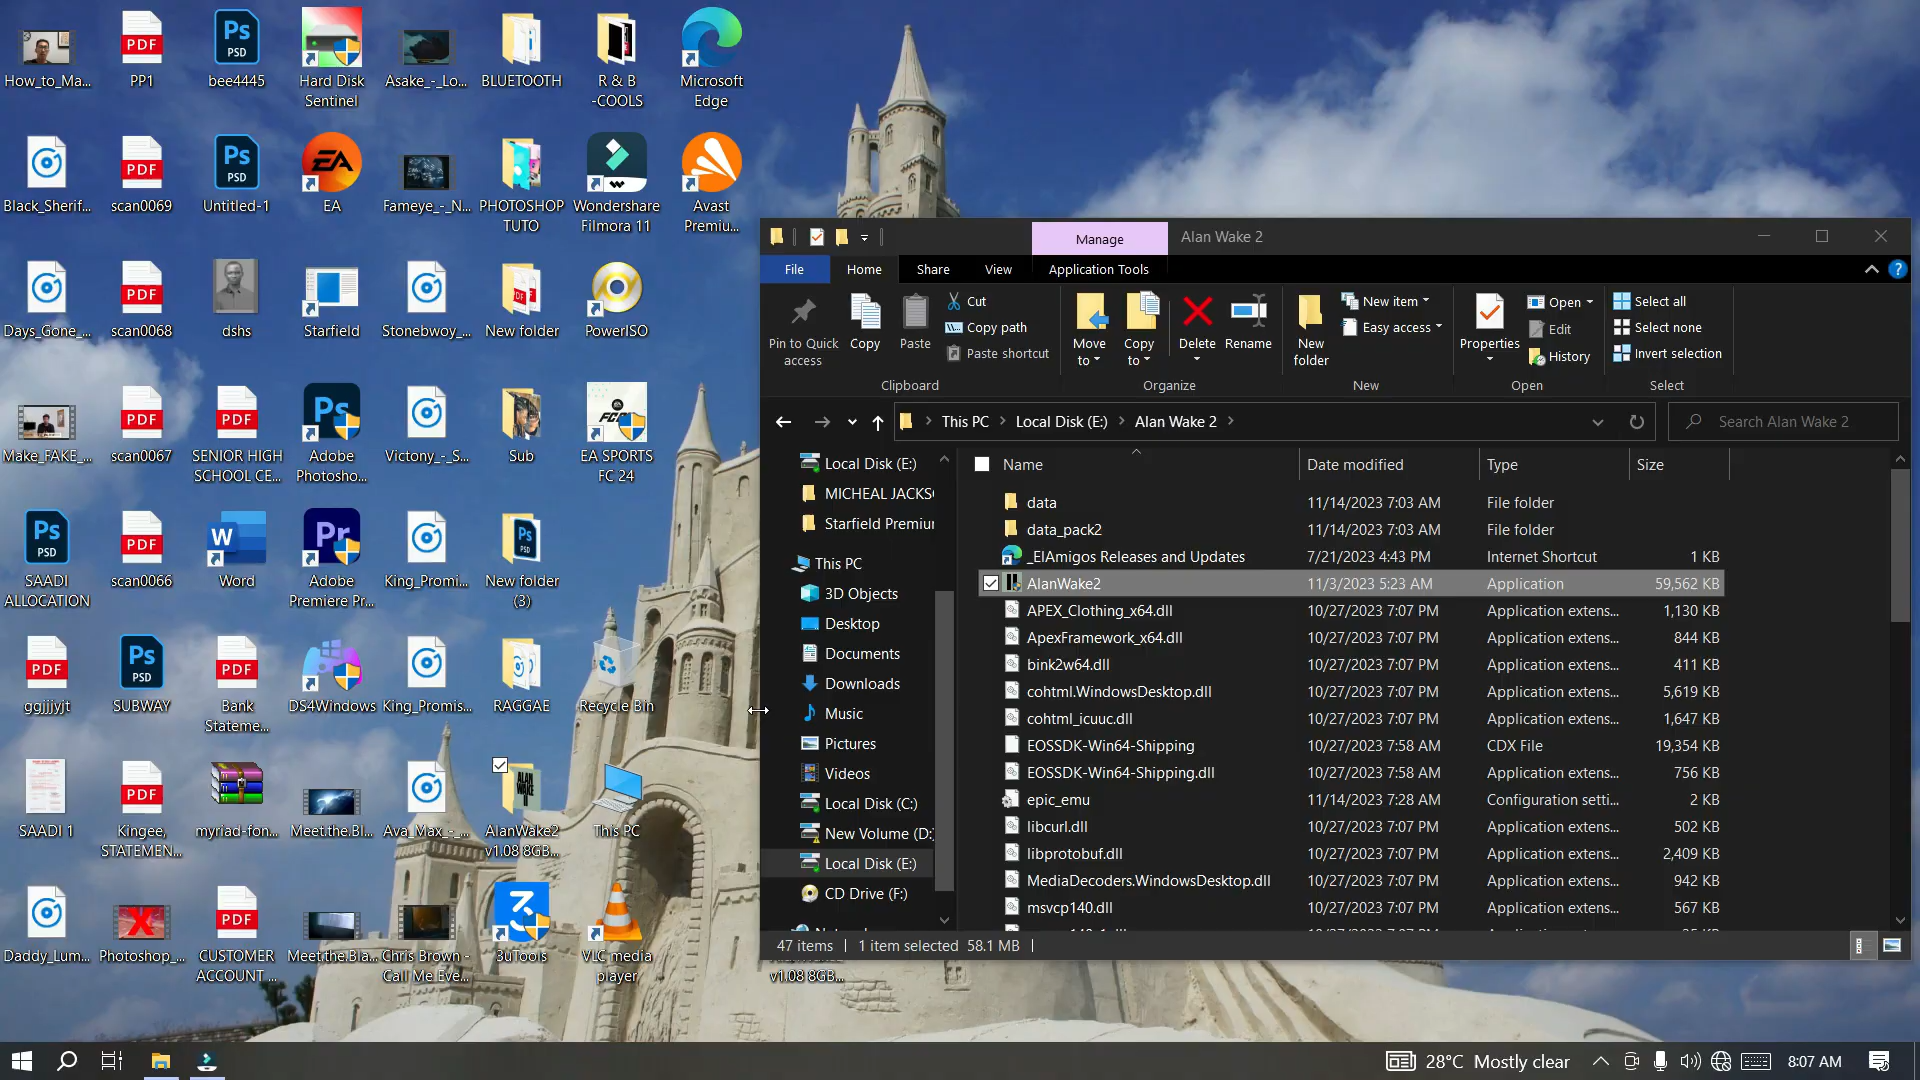 How_to_Ma...
PP1
bee4445
Hard Disk
Sentinel
Asake_-_Lo...
BLUETOOTH
R & B
-COOLS
Microsoft
Edge
Black_Sherif...
scan0069
Untitled-1
EA
Fameye_-_N...
PHOTOSHOP
TUTO
Wondershare
Filmora 11
Avast
Premiu...
Days_Gone_...
scan0068
dshs
Starfield
Stonebwoy_...
New folder
PowerISO
Make_FAKE_...
scan0067
SENIOR HIGH
SCHOOL CE...
Adobe
Photosho...
Victony_-_S...
Sub
EA SPORTS
FC 24
SAADI
ALLOCATION
scan0066
Word
Adobe
Premiere Pr...
King_Promi...
New folder
(3)
ggjjjyjt
SUBWAY
Bank
Stateme...
DS4Windows
King_Promis...
RAGGAE
Recycle Bin
SAADI 1
Kingee,
STATEMEN...
myriad-fon...
Meet.the.Bl...
Ava_Max_-_...
AlanWake2
v1.08 8GB...
This PC
Daddy_Lum...
Photoshop_...
CUSTOMER
ACCOUNT ...
Meet.the.Bla...
Chris Brown -
Call Me Eve...
3uTools
VLC media
player
v1.08 8GB...
Manage
Alan Wake 2
File
Home
Share
View
Application Tools
Pin to Quick
access
Copy
Paste
Cut
Copy path
Paste shortcut
Clipboard
Move
to
Copy
to
Delete
Rename
Organize
New
folder
New item
Easy access
New
Properties
Open
Edit
History
Open
Select all
Select none
Invert selection
Select
This PC
Local Disk (E:)
Alan Wake 2
Search Alan Wake 2
Local Disk (E:)
MICHEAL JACKS
Starfield Premiu
This PC
3D Objects
Desktop
Documents
Downloads
Music
Pictures
Videos
Local Disk (C:)
New Volume (D:
Local Disk (E:)
CD Drive (F:)
Name Date modified Type Size
data 11/14/2023 7:03 AM File folder
data_pack2 11/14/2023 7:03 AM File folder
_ElAmigos Releases and Updates 7/21/2023 4:43 PM Internet Shortcut 1 KB
AlanWake2 11/3/2023 5:23 AM Application 59,562 KB
APEX_Clothing_x64.dll 10/27/2023 7:07 PM Application extens... 1,130 KB
ApexFramework_x64.dll 10/27/2023 7:07 PM Application extens... 844 KB
bink2w64.dll 10/27/2023 7:07 PM Application extens... 411 KB
cohtml.WindowsDesktop.dll 10/27/2023 7:07 PM Application extens... 5,619 KB
cohtml_icuuc.dll 10/27/2023 7:07 PM Application extens... 1,647 KB
EOSSDK-Win64-Shipping 10/27/2023 7:58 AM CDX File 19,354 KB
EOSSDK-Win64-Shipping.dll 10/27/2023 7:58 AM Application extens... 756 KB
epic_emu 11/14/2023 7:28 AM Configuration setti... 2 KB
libcurl.dll 10/27/2023 7:07 PM Application extens... 502 KB
libprotobuf.dll 10/27/2023 7:07 PM Application extens... 2,409 KB
MediaDecoders.WindowsDesktop.dll 10/27/2023 7:07 PM Application extens... 942 KB
msvcp140.dll 10/27/2023 7:07 PM Application extens... 567 KB
47 items 1 item selected 58.1 MB
28°C Mostly clear
8:07 AM